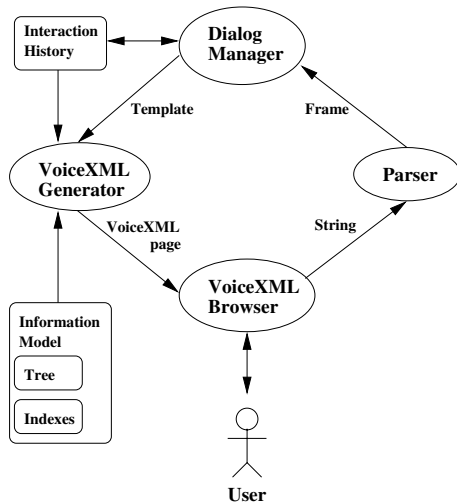 Interaction
History
Dialog
Manager
Template
Frame
VoiceXML
Generator
Parser
VoiceXML
page
String
VoiceXML
Browser
Information
Model
Tree
Indexes
User